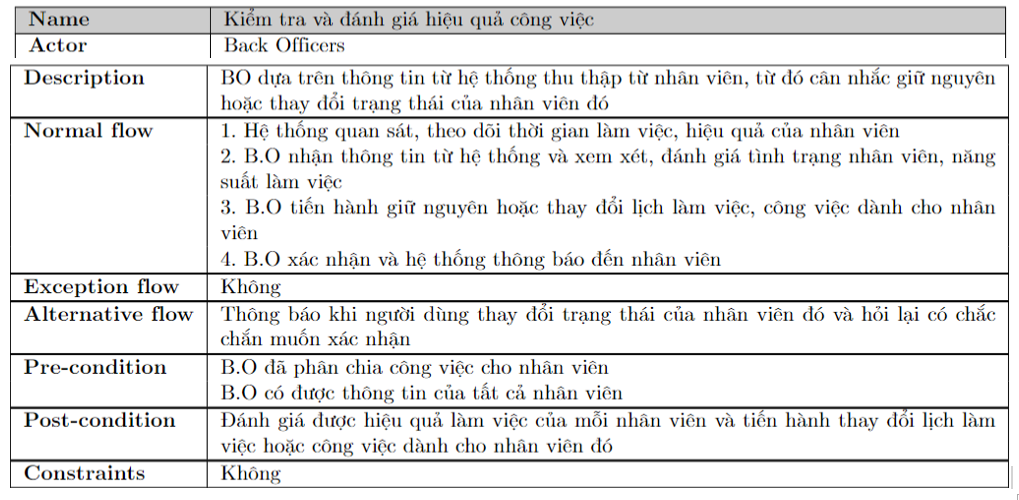 Name Kiểm tra và đánh giá hiệu quả công việc
Actor Back Officers
Description BO dựa trên thông tin từ hệ thống thu thập từ nhân viên, từ đó cân nhắc giữ nguyên
hoặc thay đổi trạng thái của nhân viên đó
Normal flow 1. Hệ thống quan sát, theo dõi thời gian làm việc, hiệu quả của nhân viên
2. B.O nhận thông tin từ hệ thống và xem xét, đánh giá tình trạng nhân viên, năng
suất làm việc
3. B.O tiến hành giữ nguyên hoặc thay đổi lịch làm việc, công việc dành cho nhân
viên
4. B.O xác nhận và hệ thống thông báo đến nhân viên
Exception flow Không
Alternative flow Thông báo khi người dùng thay đổi trạng thái của nhân viên đó và hỏi lại có chắc
chắn muốn xác nhận
Pre-condition B.O đã phân chia công việc cho nhân viên
B.O có được thông tin của tất cả nhân viên
Post-condition Đánh giá được hiệu quả làm việc của mỗi nhân viên và tiến hành thay đổi lịch làm
việc hoặc công việc dành cho nhân viên đó
Constraints Không